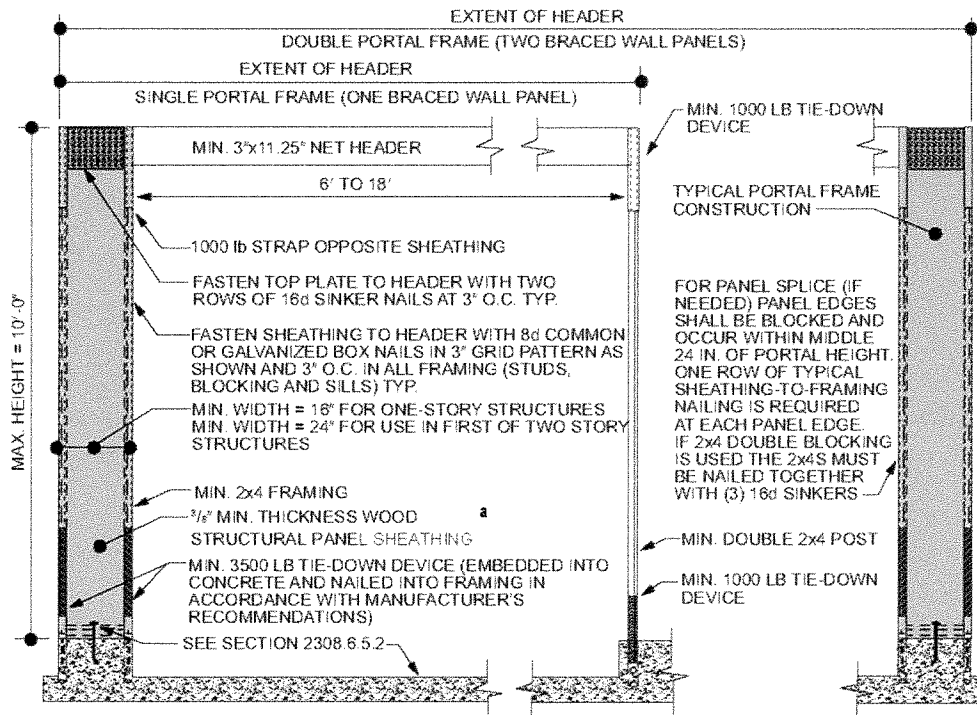 EXTENT OF HEADER
DOUBLE PORTAL FRAME (TWO BRACED WALL PANELS)
EXTENT OF HEADER
SINGLE PORTAL FRAME (ONE BRACED WALL PANEL)
MIN. 1000 LB TIE-DOWN
DEVICE
MIN. 3"x11.25" NET HEADER
6' TO 18'
TYPICAL PORTAL FRAME
CONSTRUCTION
1000 lb STRAP OPPOSITE SHEATHING
FASTEN TOP PLATE TO HEADER WITH TWO
ROWS OF 16d SINKER NAILS AT 3" O.C. TYP.
FASTEN SHEATHING TO HEADER WITH 8d COMMON
OR GALVANIZED BOX NAILS IN 3" GRID PATTERN AS
SHOWN AND 3" O.C. IN ALL FRAMING (STUDS,
BLOCKING AND SILLS) TYP.
MIN. WIDTH = 16" FOR ONE-STORY STRUCTURES
MIN. WIDTH = 24" FOR USE IN FIRST OF TWO STORY
STRUCTURES
FOR PANEL SPLICE (IF
NEEDED) PANEL EDGES
SHALL BE BLOCKED AND
OCCUR WITHIN MIDDLE
24 IN. OF PORTAL HEIGHT.
ONE ROW OF TYPICAL
SHEATHING-TO-FRAMING
NAILING IS REQUIRED
AT EACH PANEL EDGE.
IF 2x4 DOUBLE BLOCKING
IS USED THE 2x4S MUST
BE NAILED TOGETHER
WITH (3) 16d SINKERS
MAX. HEIGHT = 10'-0"
MIN. 2x4 FRAMING
3/8" MIN. THICKNESS WOOD a
STRUCTURAL PANEL SHEATHING
MIN. DOUBLE 2x4 POST
MIN. 3500 LB TIE-DOWN DEVICE (EMBEDDED INTO
CONCRETE AND NAILED INTO FRAMING IN
ACCORDANCE WITH MANUFACTURER'S
RECOMMENDATIONS)
MIN. 1000 LB TIE-DOWN
DEVICE
SEE SECTION 2308.6.5.2